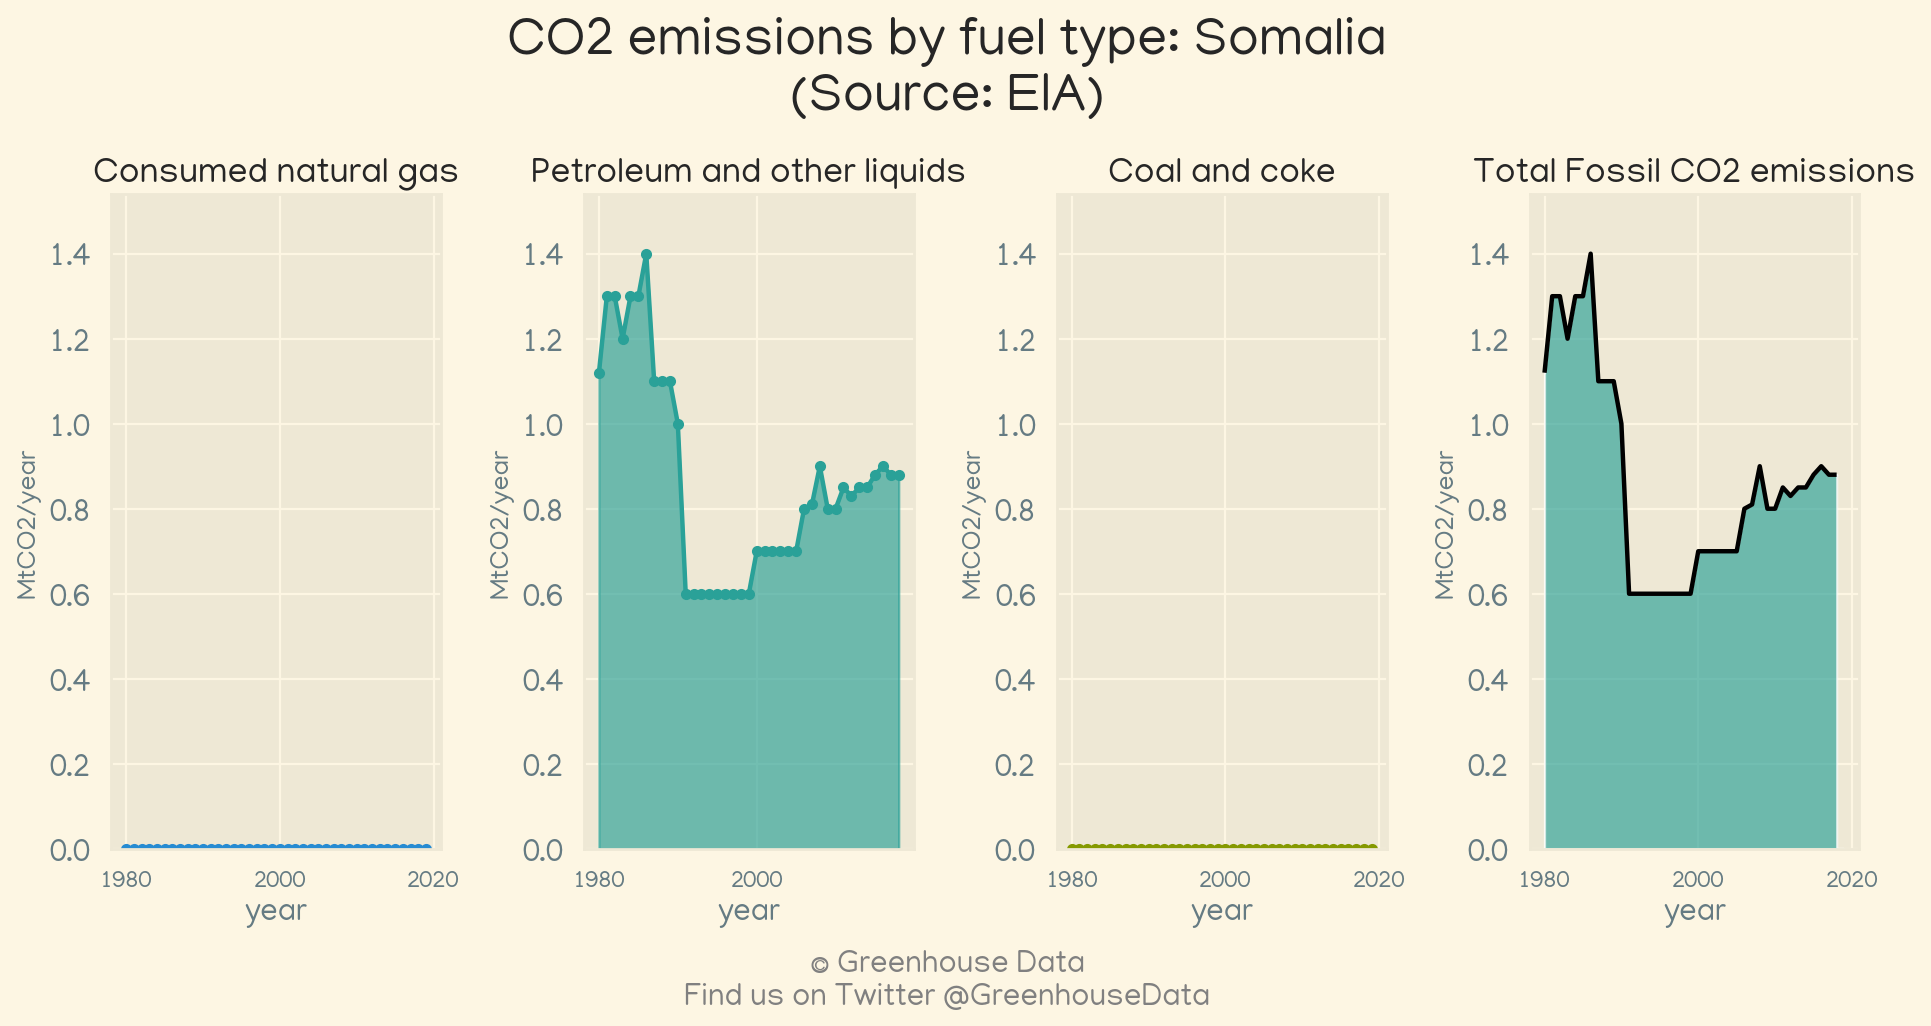 CO2 emissions by fuel type: Somalia
(Source: EIA)
Consumed natural gas
MtCO2/year
1.4
1.2
1.0
0.8
0.6
0.4
0.2
0.0
1980 2000 2020
year
Petroleum and other liquids
MtCO2/year
1.4
1.2
1.0
0.8
0.6
0.4
0.2
0.0
1980 2000
year
Coal and coke
MtCO2/year
1.4
1.2
1.0
0.8
0.6
0.4
0.2
0.0
1980 2000 2020
year
Total Fossil CO2 emissions
MtCO2/year
1.4
1.2
1.0
0.8
0.6
0.4
0.2
0.0
1980 2000 2020
year
© Greenhouse Data
Find us on Twitter @GreenhouseData